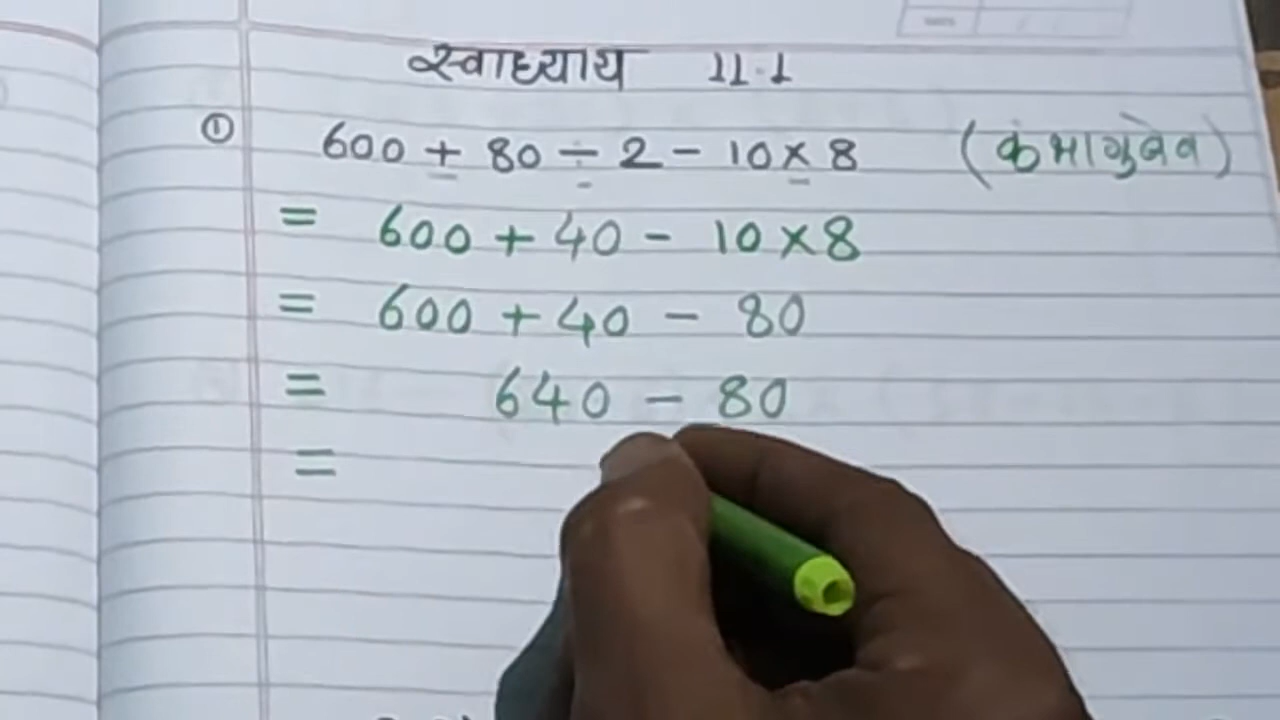 स्वाध्याय 11.1
① 600 + 80 ÷ 2 - 10 × 8 (कंभागुबेव)
= 600 + 40 - 10 × 8
= 600 + 40 - 80
= 640 - 80
=